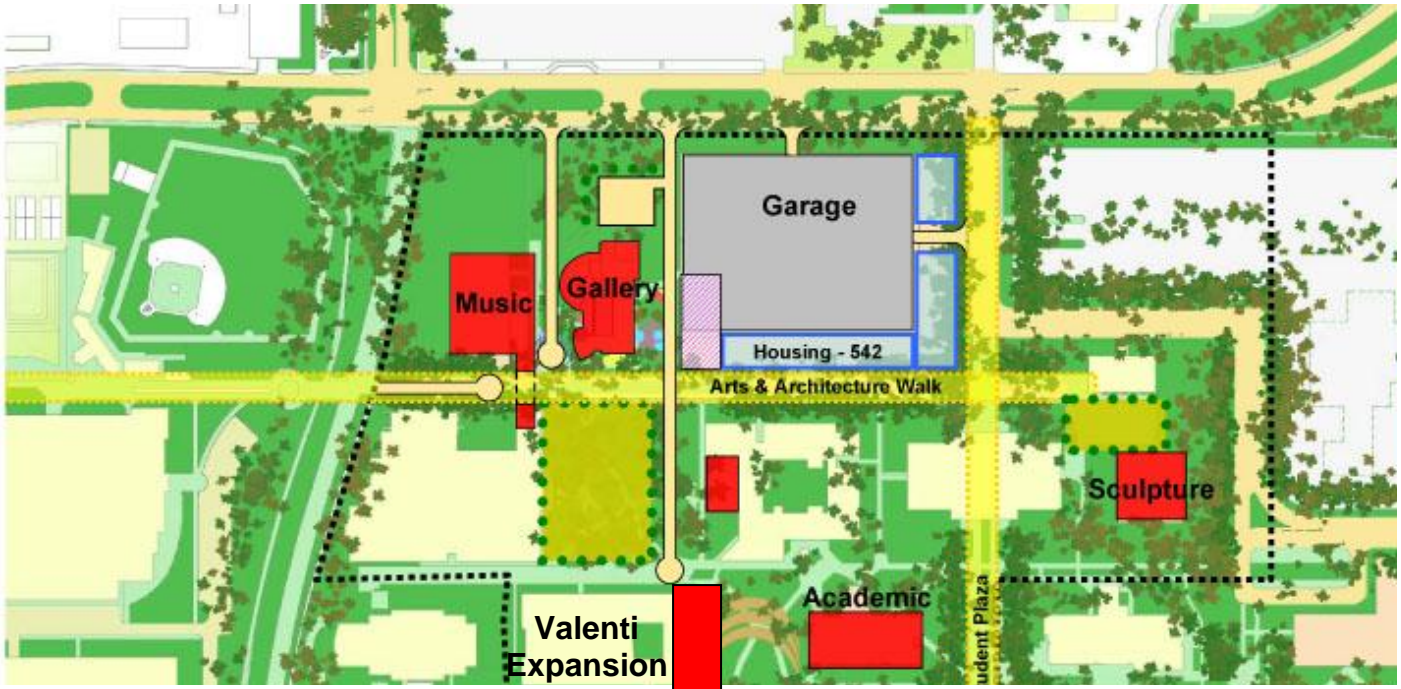 Garage
Music
Gallery
Housing - 542
Arts & Architecture Walk
Sculpture
Academic
Valenti
Expansion
udent Plaza